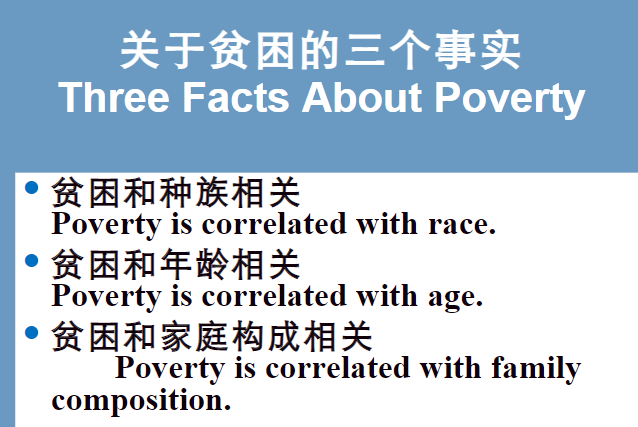 关于贫困的三个事实
Three Facts About Poverty
• 贫困和种族相关
Poverty is correlated with race.
• 贫困和年龄相关
Poverty is correlated with age.
• 贫困和家庭构成相关
Poverty is correlated with family
composition.